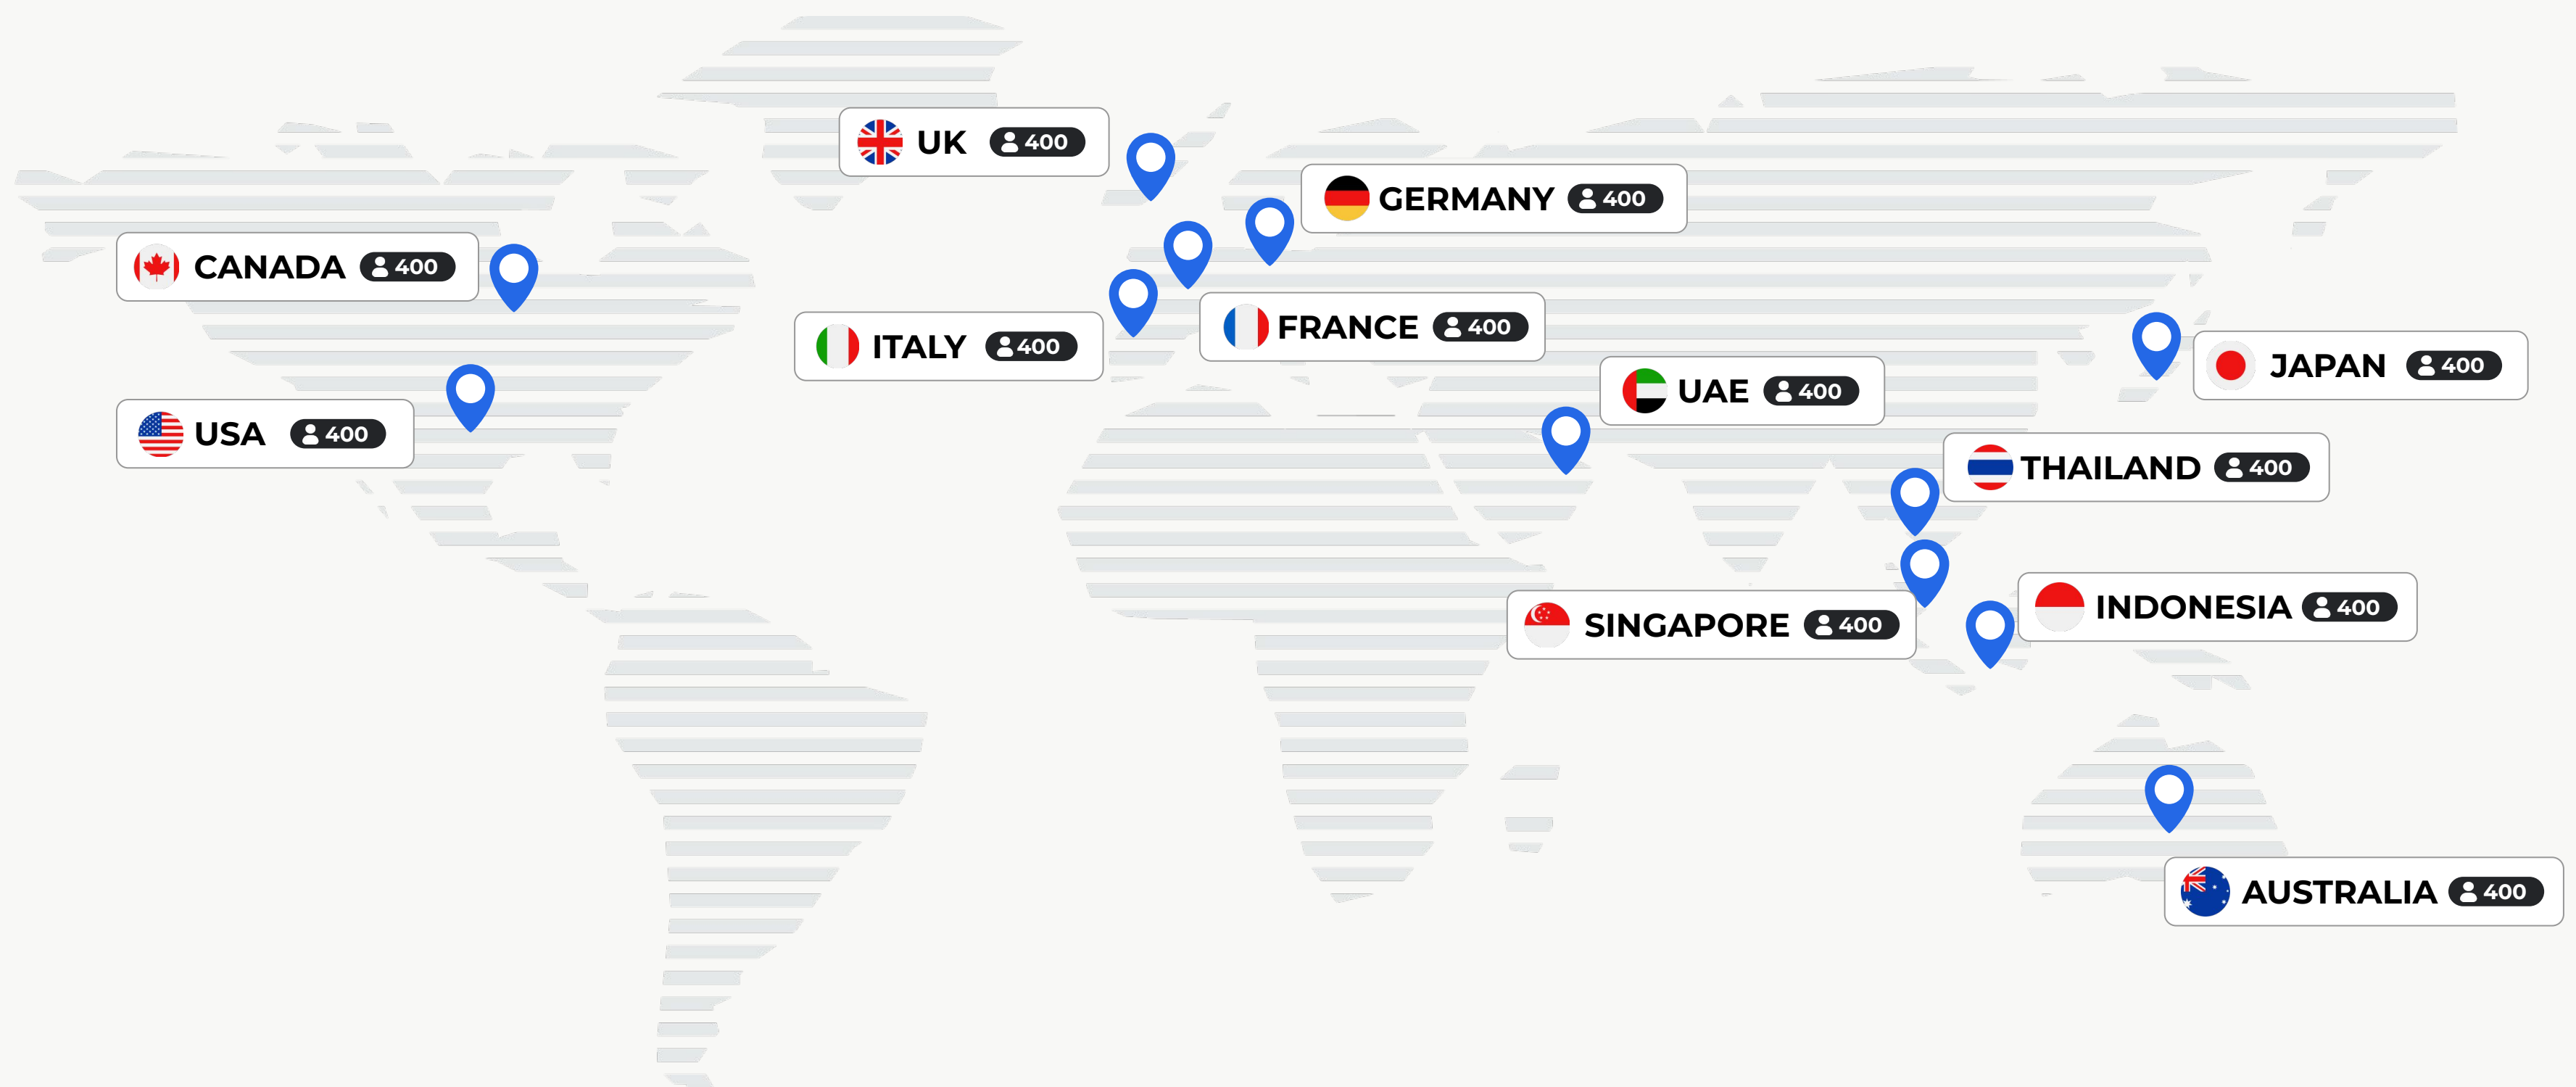 UK 400
GERMANY 400
CANADA 400
FRANCE 400
ITALY 400
JAPAN 400
UAE 400
USA 400
THAILAND 400
INDONESIA 400
SINGAPORE 400
AUSTRALIA 400